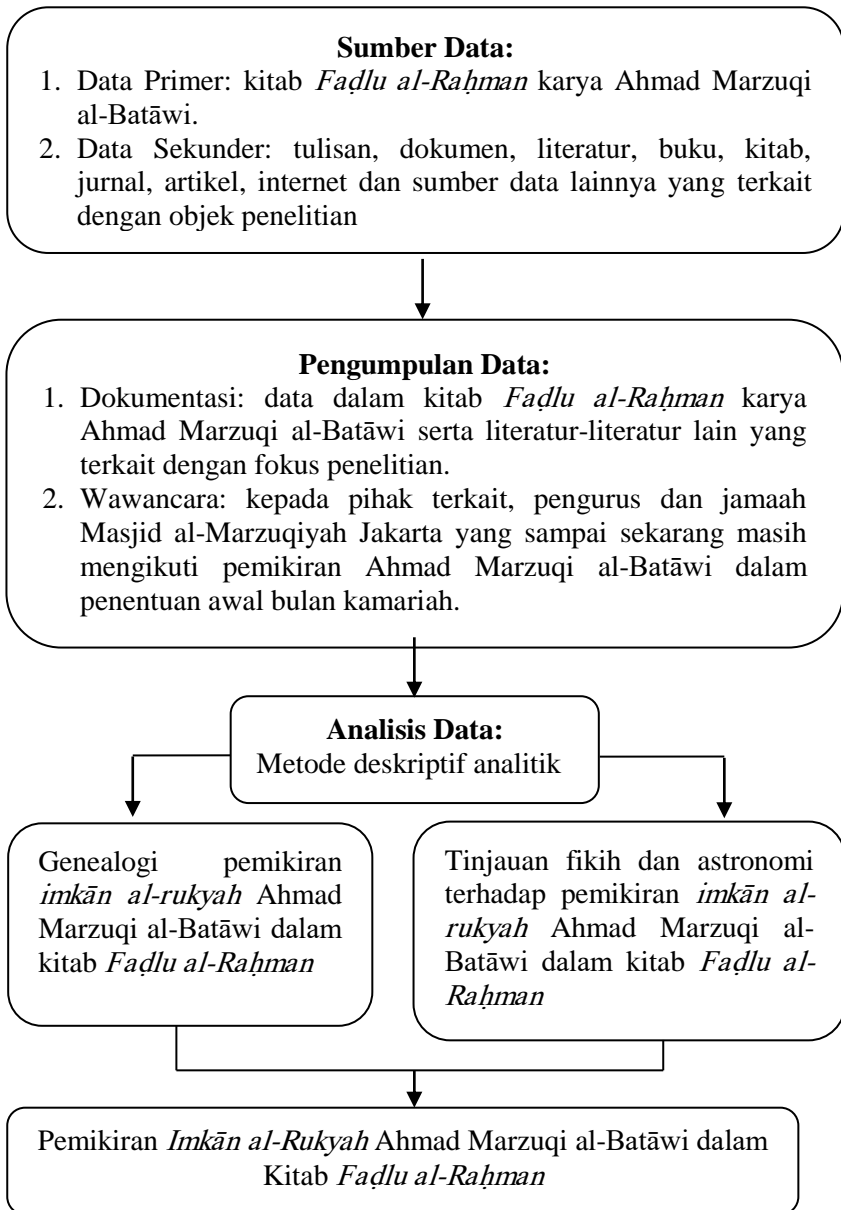 Sumber Data:
1. Data Primer: kitab Faḍlu al-Raḥman karya Ahmad Marzuqi
al-Batāwi.
2. Data Sekunder: tulisan, dokumen, literatur, buku, kitab,
jurnal, artikel, internet dan sumber data lainnya yang terkait
dengan objek penelitian
Pengumpulan Data:
1. Dokumentasi: data dalam kitab Faḍlu al-Raḥman karya
Ahmad Marzuqi al-Batāwi serta literatur-literatur lain yang
terkait dengan fokus penelitian.
2. Wawancara: kepada pihak terkait, pengurus dan jamaah
Masjid al-Marzuqiyah Jakarta yang sampai sekarang masih
mengikuti pemikiran Ahmad Marzuqi al-Batāwi dalam
penentuan awal bulan kamariah.
Analisis Data:
Metode deskriptif analitik
Genealogi pemikiran
imkān al-rukyah Ahmad
Marzuqi al-Batāwi dalam
kitab Faḍlu al-Raḥman
Tinjauan fikih dan astronomi
terhadap pemikiran imkān al-
rukyah Ahmad Marzuqi al-
Batāwi dalam kitab Faḍlu al-
Raḥman
Pemikiran Imkān al-Rukyah Ahmad Marzuqi al-Batāwi dalam
Kitab Faḍlu al-Raḥman